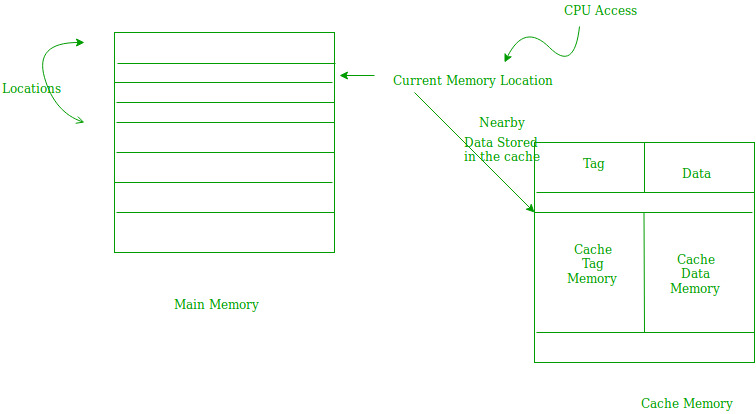 CPU Access
Locations
Current Memory Location
Nearby
Data Stored
in the cache
Tag
Data
Cache
Tag
Memory
Cache
Data
Memory
Main Memory
Cache Memory